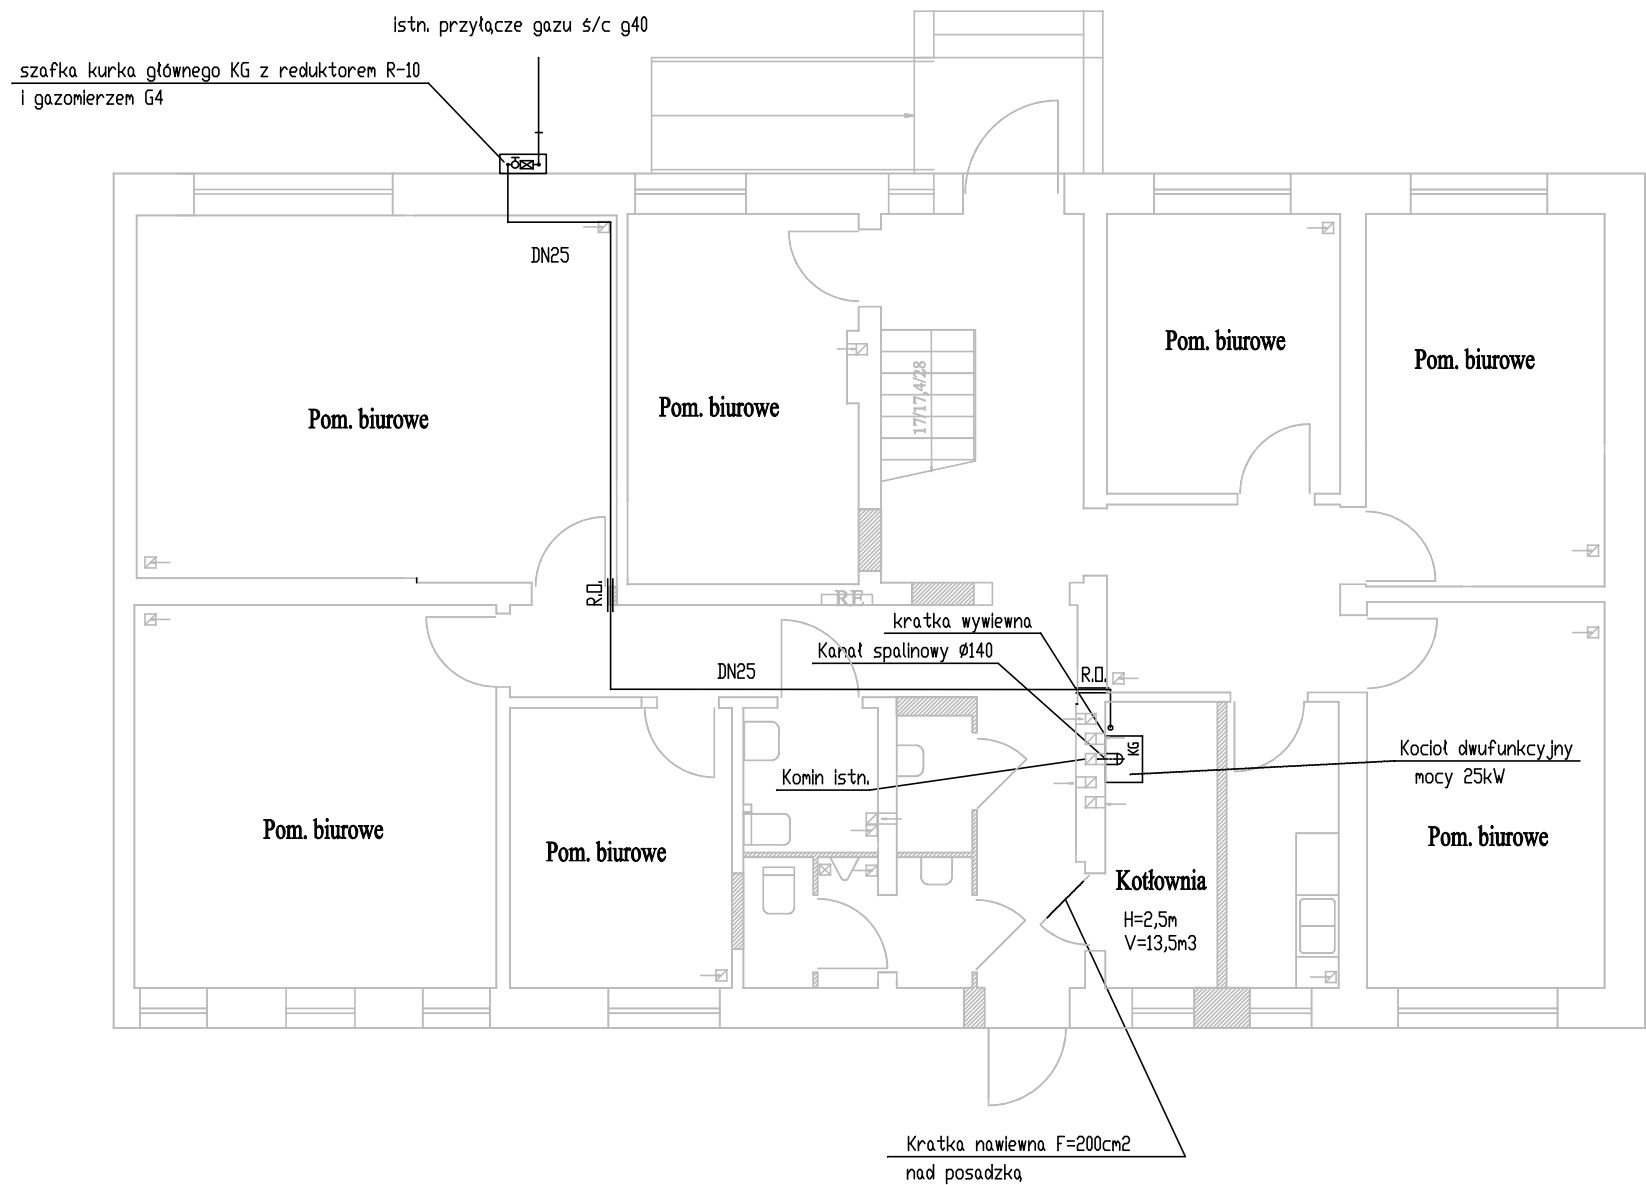 istn. przyłącze gazu ś/c g40
szafka kurka głównego KG z reduktorem R-10
i gazomierzem G4
DN25
Pom. biurowe
Pom. biurowe
Pom. biurowe
Pom. biurowe
17/17,4/28
R.O.
RE
kratka wywiewna
Kanał spalinowy Ø140
DN25
R.O.
KG
Kocioł dwufunkcyjny
mocy 25kW
Komin istn.
Pom. biurowe
Pom. biurowe
Pom. biurowe
Kotłownia
H=2,5m
V=13,5m3
Kratka nawiewna F=200cm2
nad posadzką